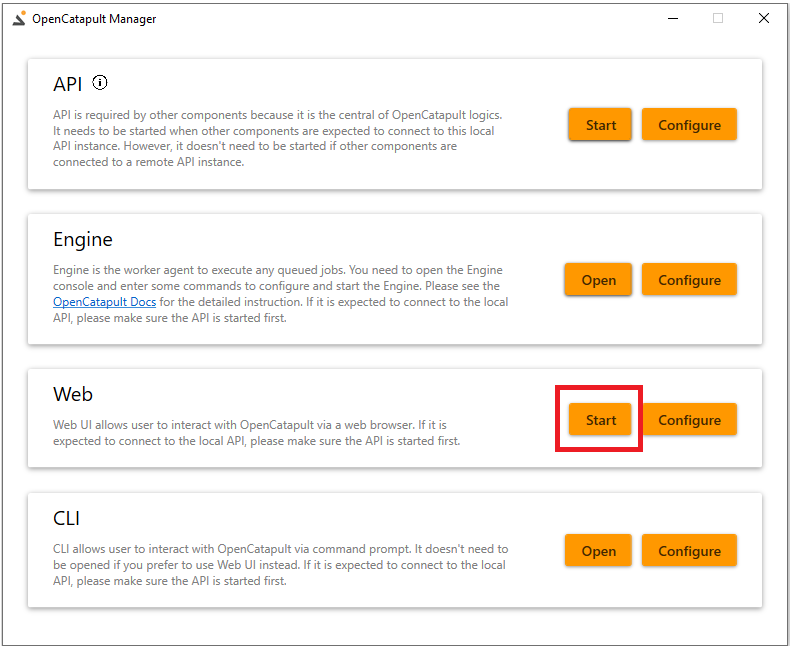 OpenCatapult Manager
API
API is required by other components because it is the central of OpenCatapult logics.
It needs to be started when other components are expected to connect to this local
API instance. However, it doesn't need to be started if other components are
connected to a remote API instance.
Start
Configure
Engine
Engine is the worker agent to execute any queued jobs. You need to open the Engine
console and enter some commands to configure and start the Engine. Please see the
OpenCatapult Docs for the detailed instruction. If it is expected to connect to the local
API, please make sure the API is started first.
Open
Configure
Web
Web UI allows user to interact with OpenCatapult via a web browser. If it is
expected to connect to the local API, please make sure the API is started first.
Start
Configure
CLI
CLI allows user to interact with OpenCatapult via command prompt. It doesn't need to
be opened if you prefer to use Web UI instead. If it is expected to connect to the local
API, please make sure the API is started first.
Open
Configure